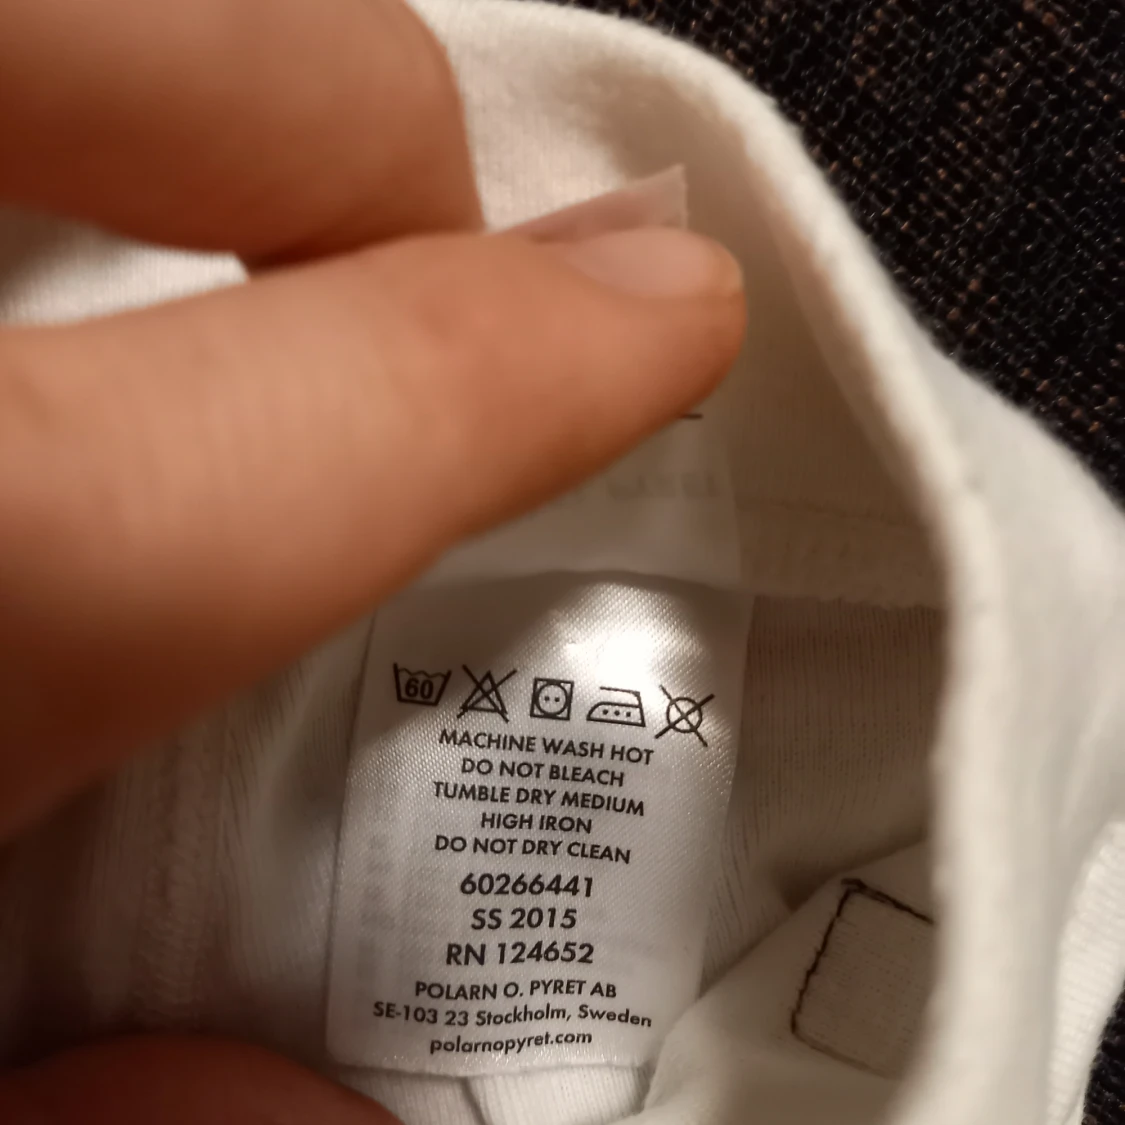 60
MACHINE WASH HOT
DO NOT BLEACH
TUMBLE DRY MEDIUM
HIGH IRON
DO NOT DRY CLEAN
60266441
SS 2015
RN 124652
POLARN O. PYRET AB
SE-103 23 Stockholm, Sweden
polarnopyret.com